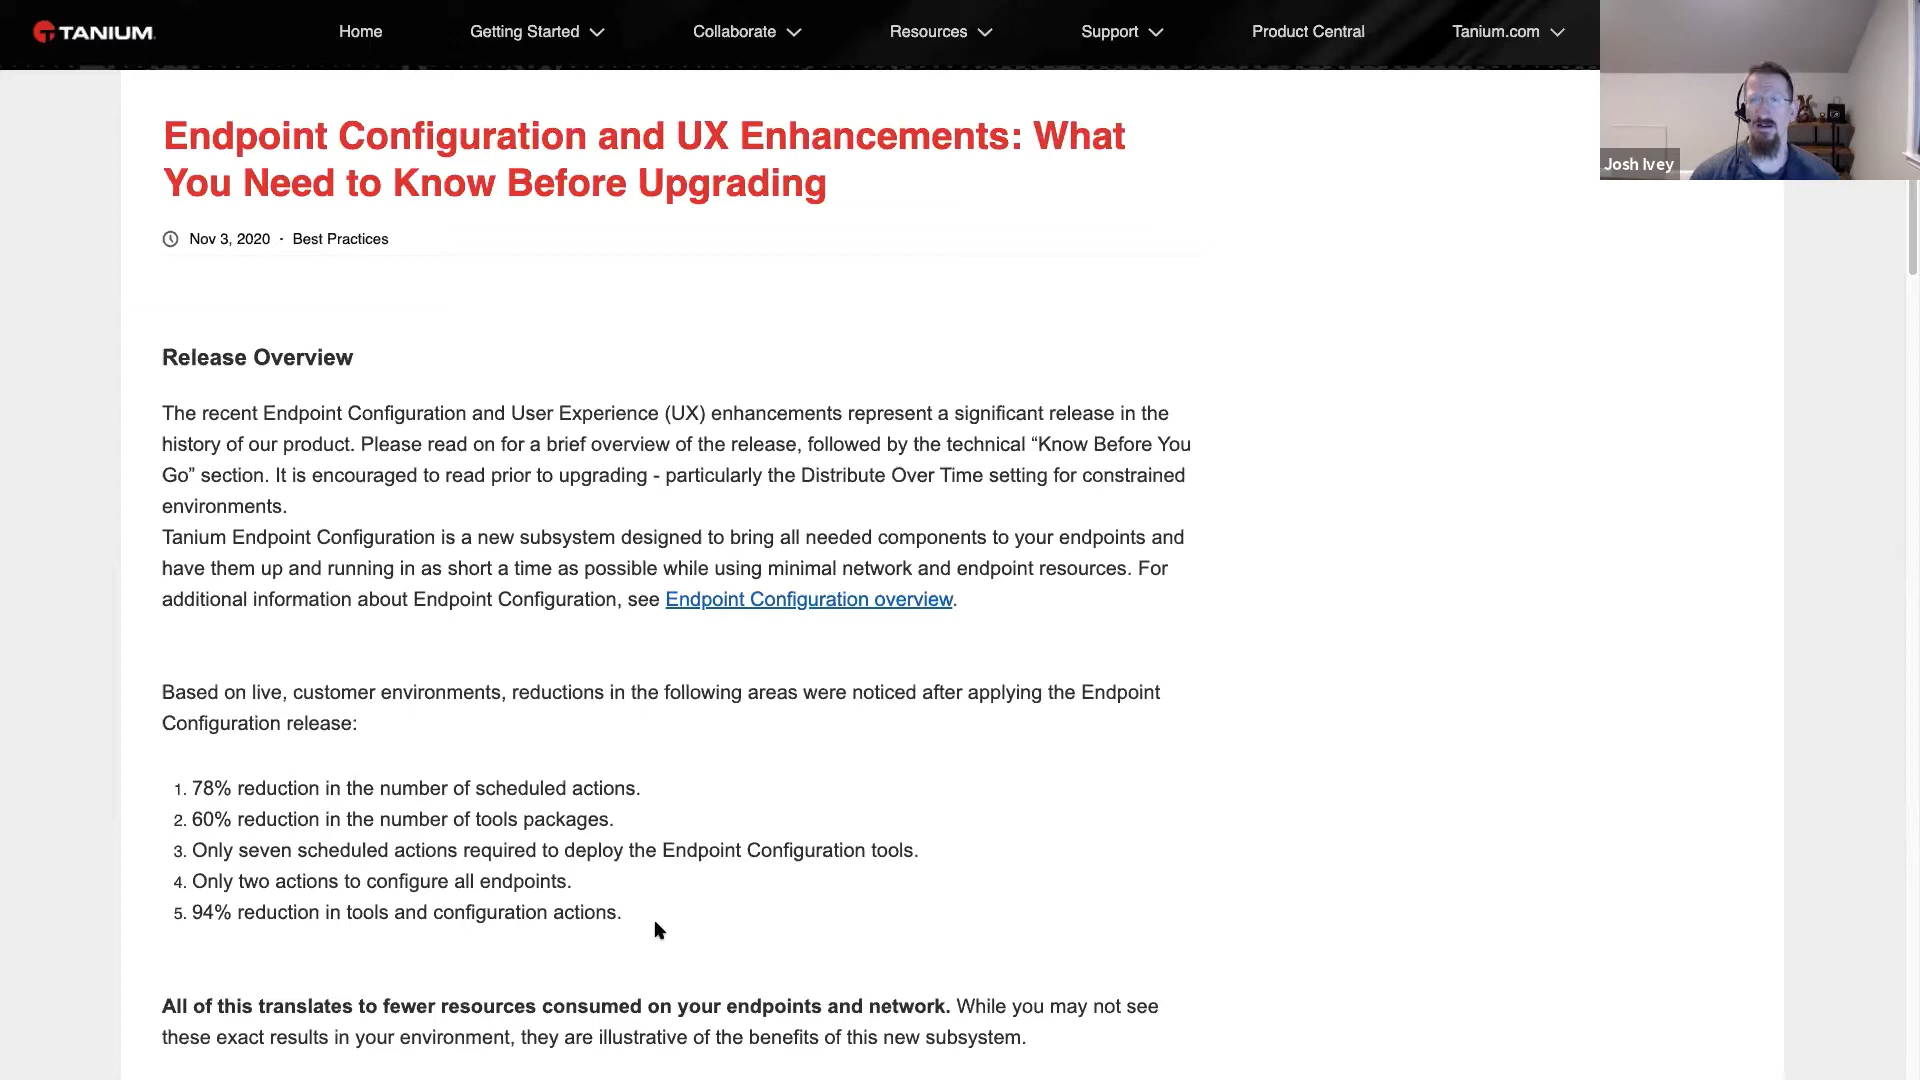 TANIUM
Home
Getting Started
Collaborate
Resources
Support
Product Central
Tanium.com
Josh Ivey
Endpoint Configuration and UX Enhancements: What
You Need to Know Before Upgrading
Nov 3, 2020 · Best Practices
Release Overview
The recent Endpoint Configuration and User Experience (UX) enhancements represent a significant release in the
history of our product. Please read on for a brief overview of the release, followed by the technical “Know Before You
Go” section. It is encouraged to read prior to upgrading - particularly the Distribute Over Time setting for constrained
environments.
Tanium Endpoint Configuration is a new subsystem designed to bring all needed components to your endpoints and
have them up and running in as short a time as possible while using minimal network and endpoint resources. For
additional information about Endpoint Configuration, see Endpoint Configuration overview.
Based on live, customer environments, reductions in the following areas were noticed after applying the Endpoint
Configuration release:
1. 78% reduction in the number of scheduled actions.
2. 60% reduction in the number of tools packages.
3. Only seven scheduled actions required to deploy the Endpoint Configuration tools.
4. Only two actions to configure all endpoints.
5. 94% reduction in tools and configuration actions.
All of this translates to fewer resources consumed on your endpoints and network. While you may not see
these exact results in your environment, they are illustrative of the benefits of this new subsystem.